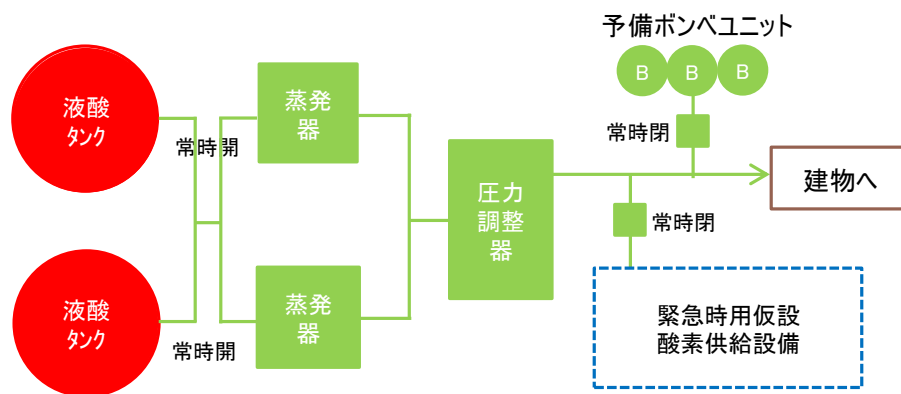 予備ボンベユニット
B B B
液酸
タンク
常時開
蒸発
器
常時閉
圧力
調整
器
建物へ
常時閉
液酸
タンク
常時開
蒸発
器
緊急時用仮設
酸素供給設備